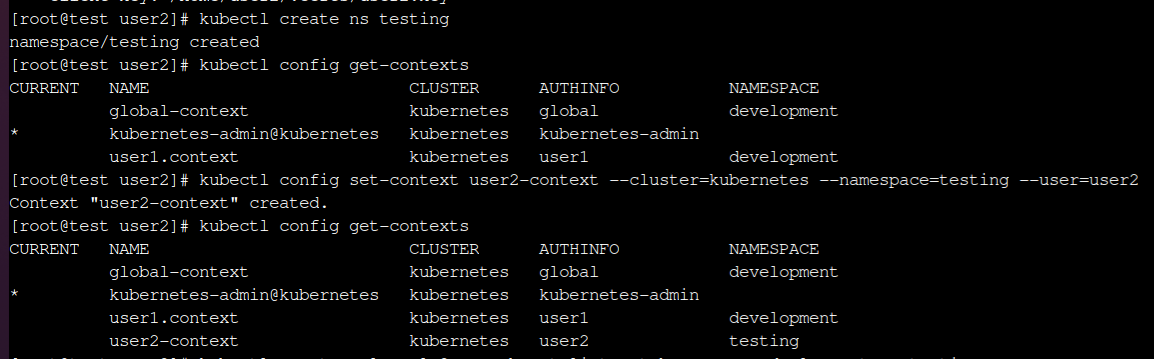 [root@test user2]# kubectl create ns testing
namespace/testing created
[root@test user2]# kubectl config get-contexts
CURRENT   NAME                          CLUSTER      AUTHINFO           NAMESPACE
          global-context                kubernetes   global             development
*         kubernetes-admin@kubernetes   kubernetes   kubernetes-admin
          user1.context                 kubernetes   user1              development
[root@test user2]# kubectl config set-context user2-context --cluster=kubernetes --namespace=testing --user=user2
Context "user2-context" created.
[root@test user2]# kubectl config get-contexts
CURRENT   NAME                          CLUSTER      AUTHINFO           NAMESPACE
          global-context                kubernetes   global             development
*         kubernetes-admin@kubernetes   kubernetes   kubernetes-admin
          user1.context                 kubernetes   user1              development
          user2-context                 kubernetes   user2              testing